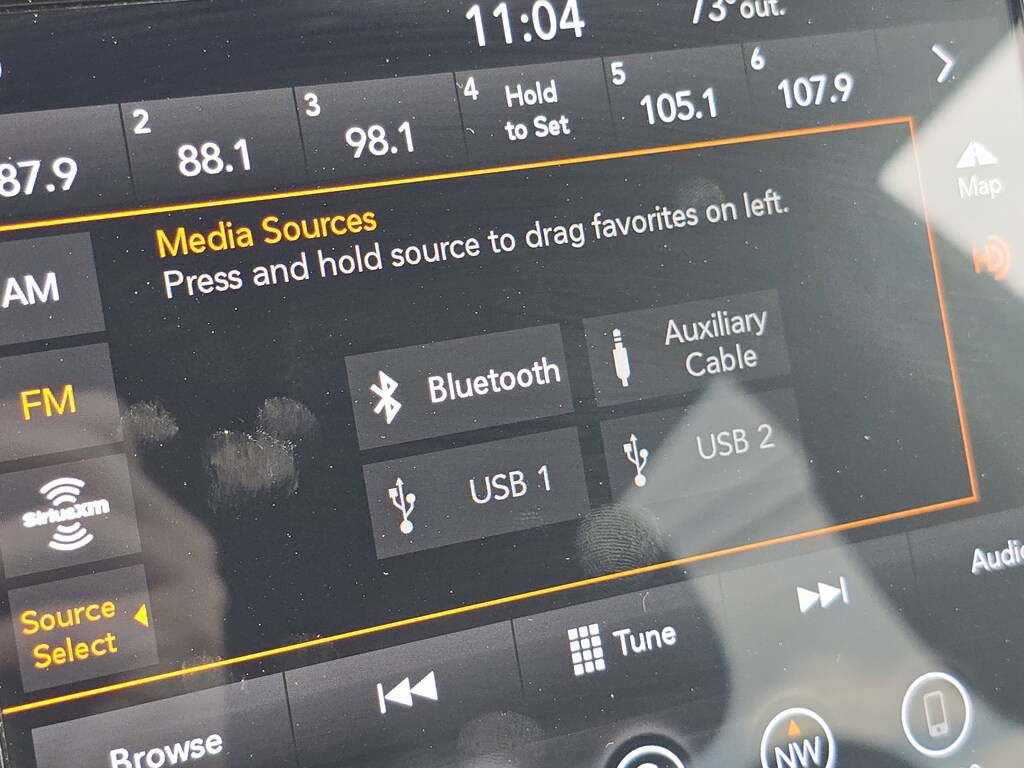 11:04
73° out.
87.9
2
88.1
3
98.1
4
Hold
to Set
5
105.1
6
107.9
Map
HD
Media Sources
Press and hold source to drag favorites on left.
AM
FM
SiriusXM
Source
Select
Bluetooth
Auxiliary
Cable
USB 1
USB 2
Browse
Tune
Audio
NW